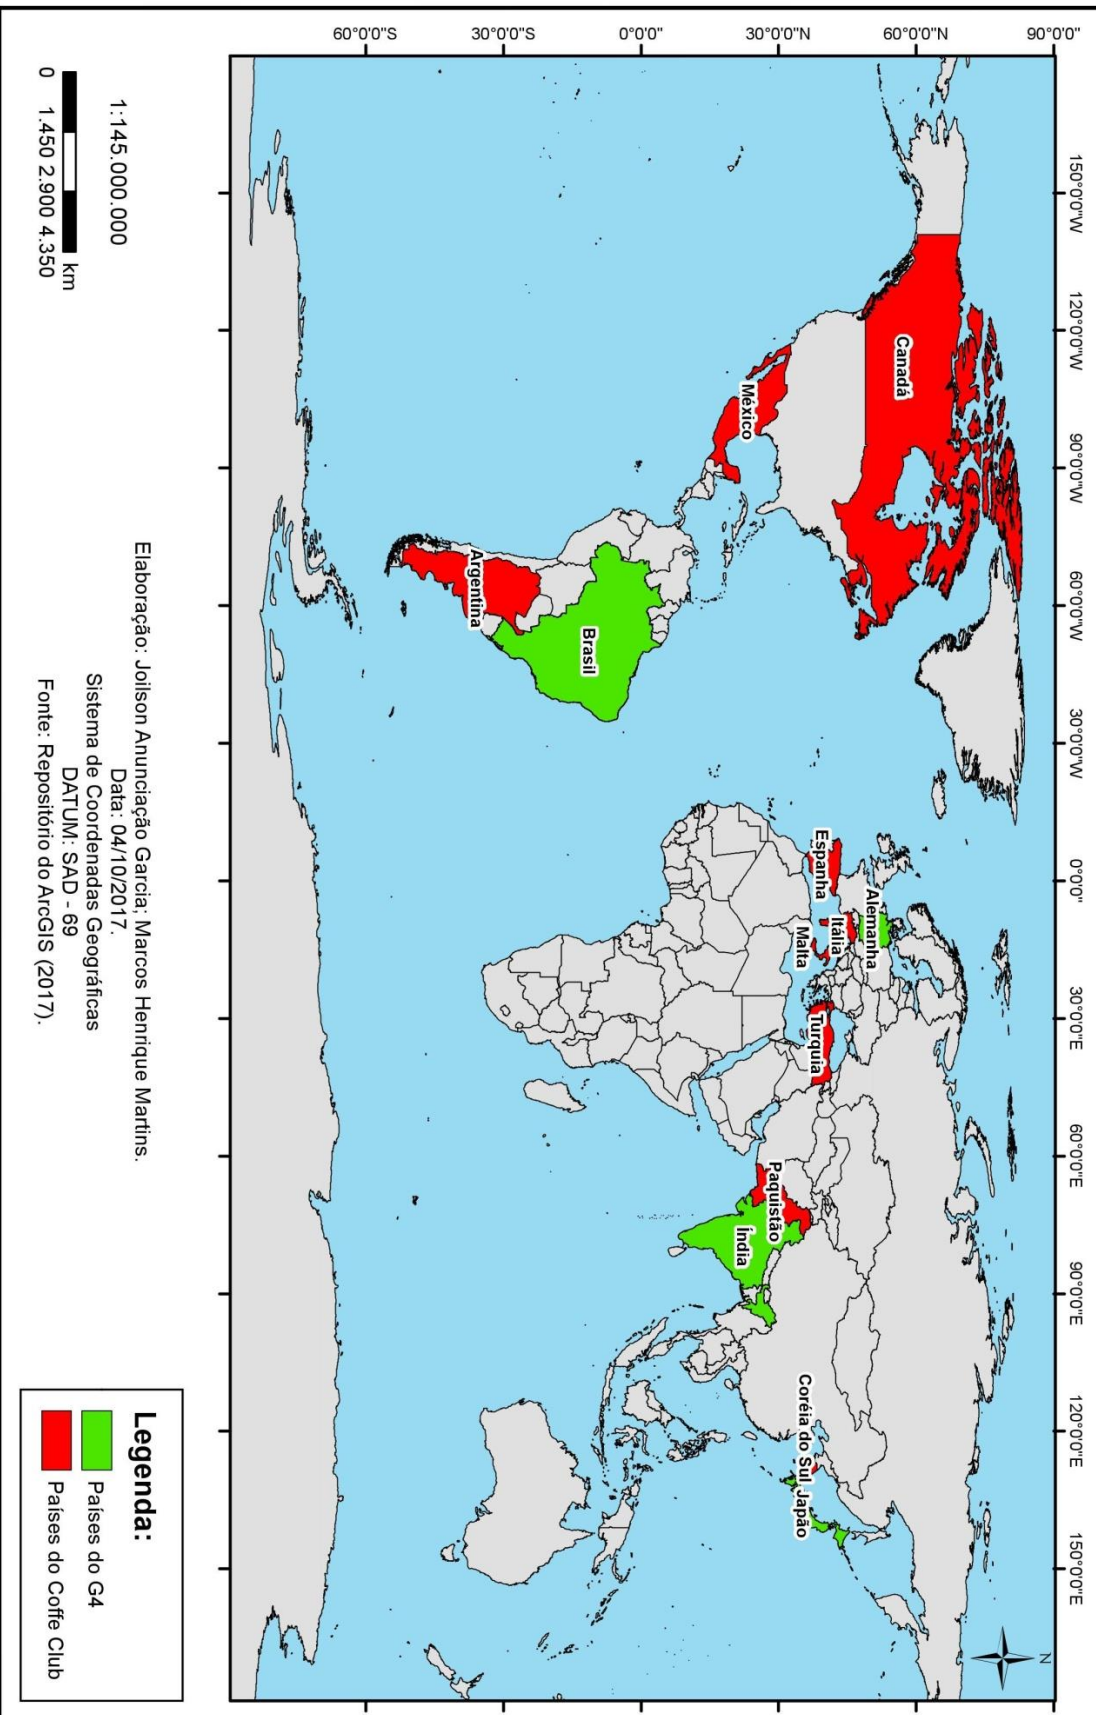 150°0'0"W 120°0'0"W 90°0'0"W 60°0'0"W 30°0'0"W 0°0'0" 30°0'0"E 60°0'0"E 90°0'0"E 120°0'0"E 150°0'0"E
90°0'0"N
60°0'0"N
30°0'0"N
0°0'0"
30°0'0"S
60°0'0"S
N
Canadá
México
Argentina
Brasil
Espanha
Alemanha
Itália
Malta
Turquia
Paquistão
Índia
Coréia do Sul
Japão
1:145.000.000
0 1.450 2.900 4.350
km
Elaboração: Joilson Anunciação Garcia; Marcos Henrique Martins.
Data: 04/10/2017.
Sistema de Coordenadas Geográficas
DATUM: SAD - 69
Fonte: Repositório do ArcGIS (2017).
Legenda:
Países do G4
Países do Coffe Club